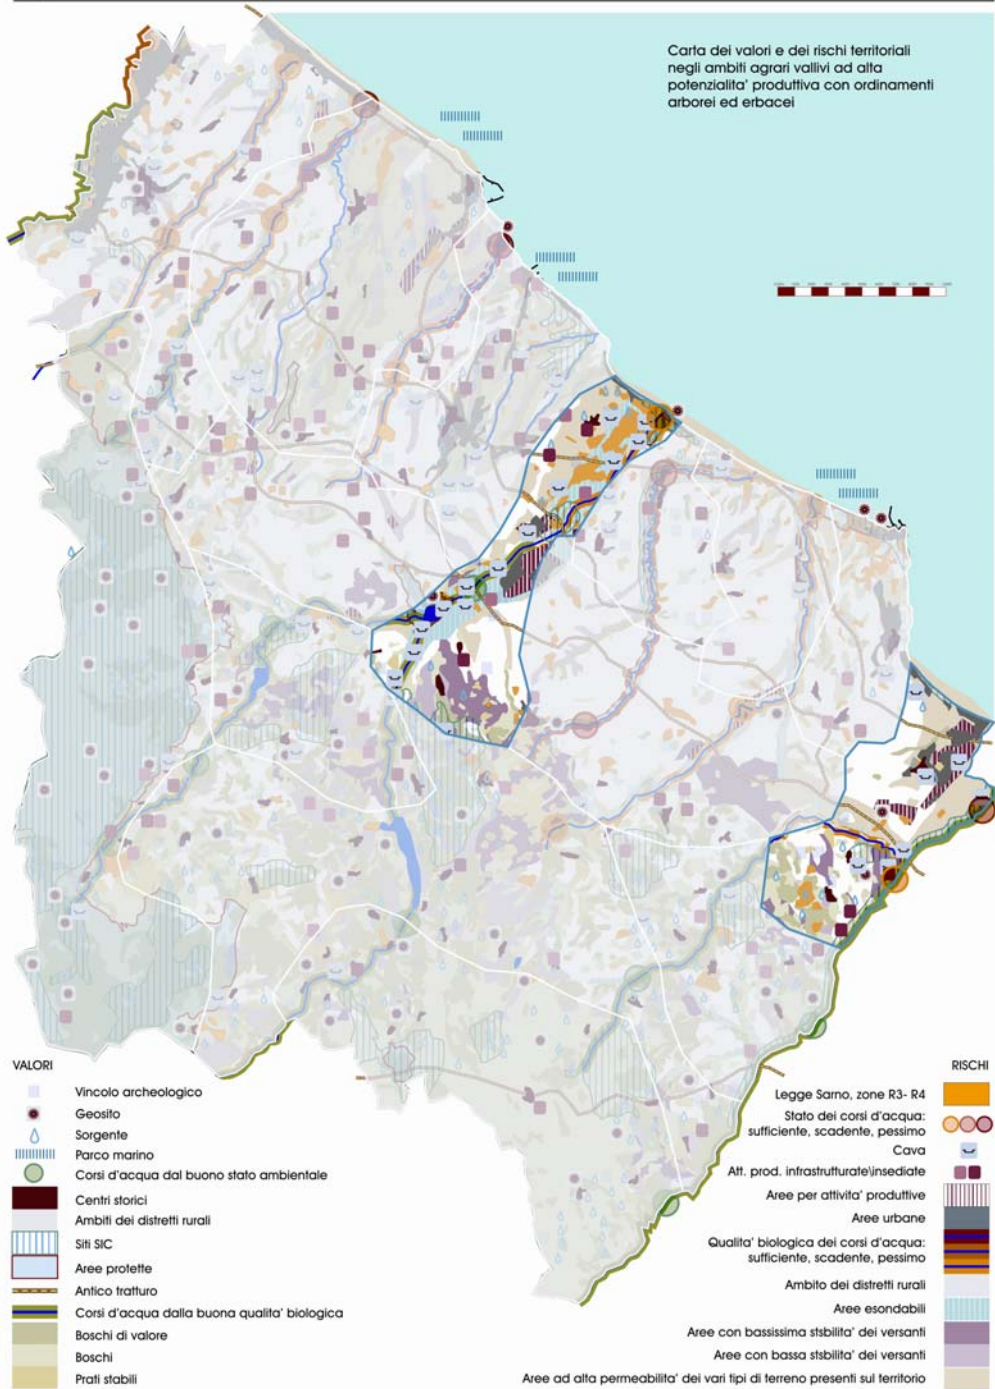 Carta dei valori e dei rischi territoriali
negli ambiti agrari vallivi ad alta
potenzialita' produttiva con ordinamenti
arborei ed erbacei
VALORI
Vincolo archeologico
Geosito
Sorgente
Parco marino
Corsi d'acqua dal buono stato ambientale
Centri storici
Ambiti dei distretti rurali
Siti SIC
Aree protette
Antico tratturo
Corsi d'acqua dalla buona qualita' biologica
Boschi di valore
Boschi
Prati stabili
RISCHI
Legge Sarno, zone R3- R4
Stato dei corsi d'acqua:
sufficiente, scadente, pessimo
Cava
Att. prod. infrastrutturate\insediate
Aree per attivita' produttive
Aree urbane
Qualita' biologica dei corsi d'acqua:
sufficiente, scadente, pessimo
Ambito dei distretti rurali
Aree esondabili
Aree con bassissima stsbilita' dei versanti
Aree con bassa stsbilita' dei versanti
Aree ad alta permeabilita' dei vari tipi di terreno presenti sul territorio